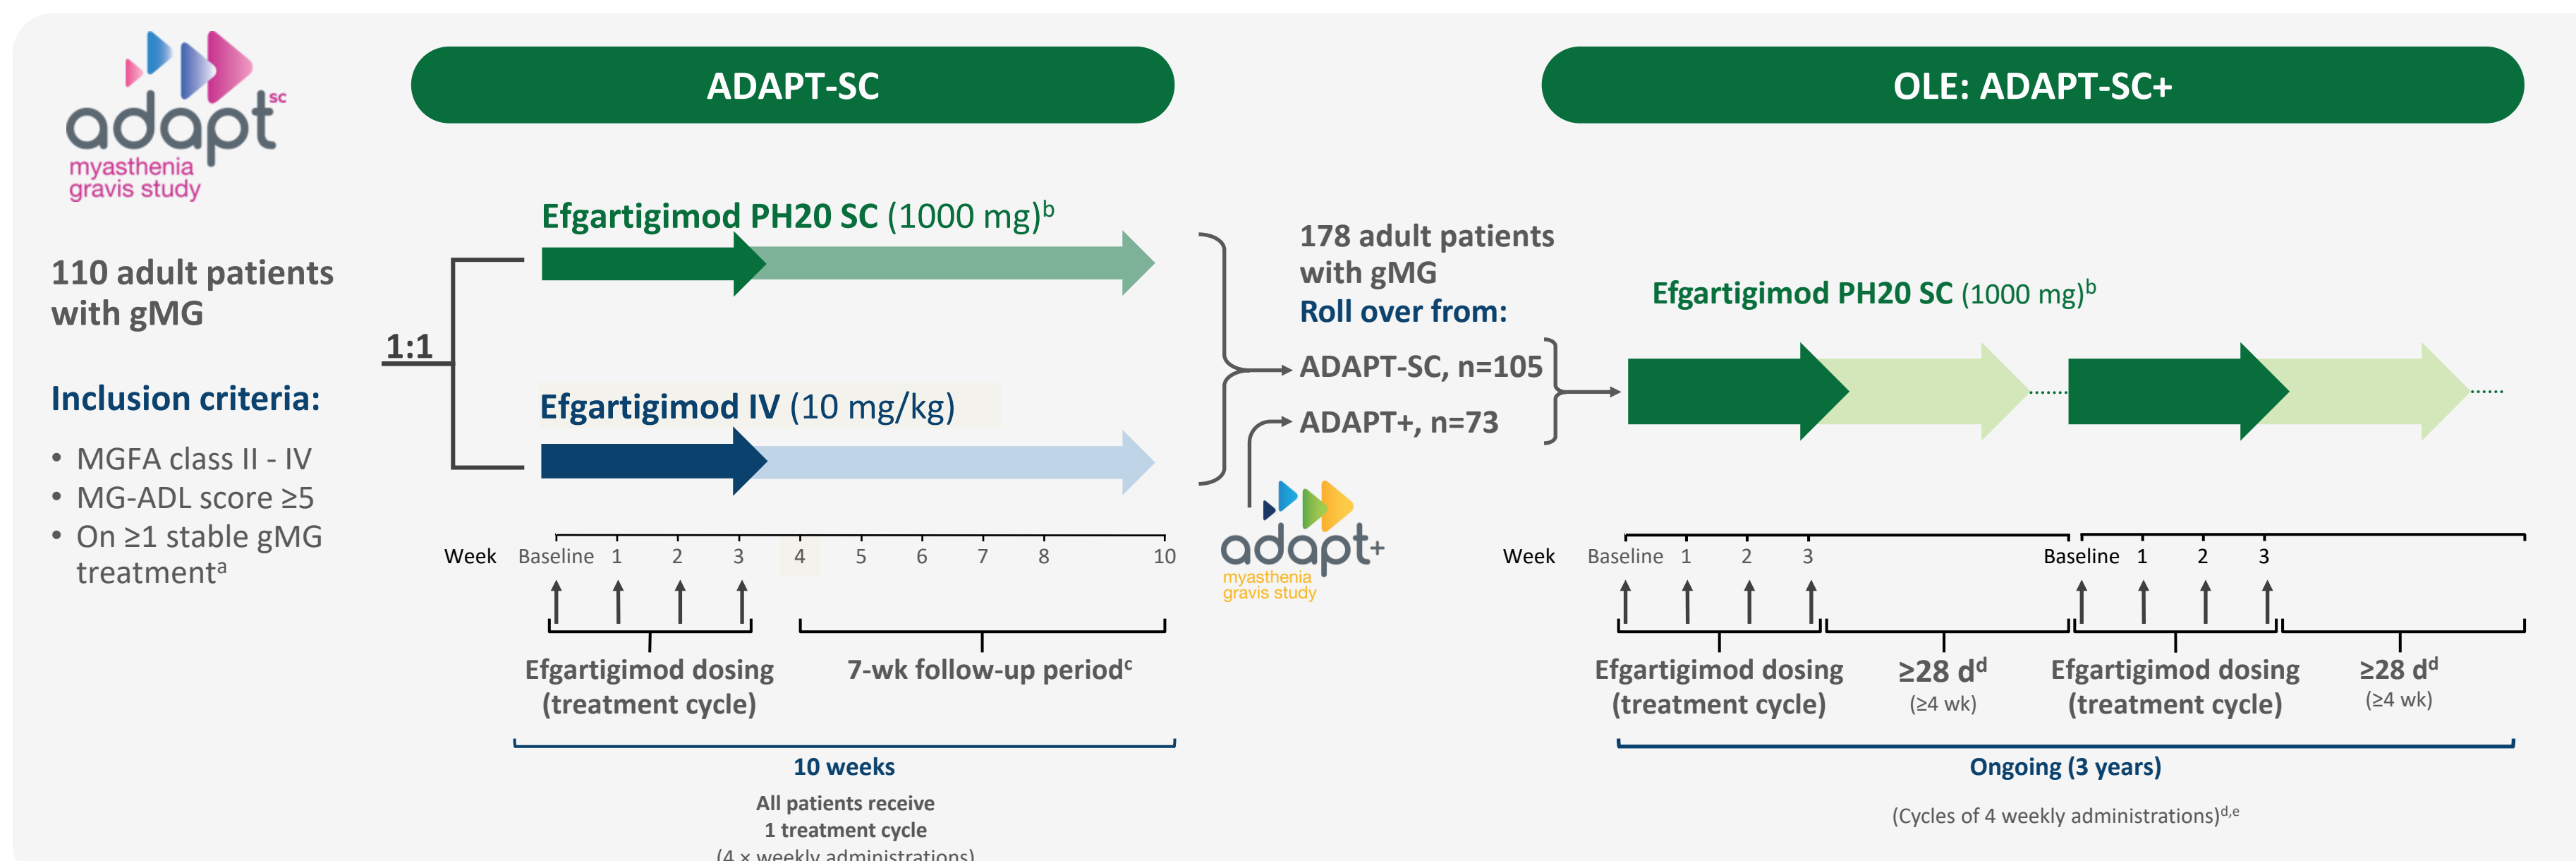 adapt SC
myasthenia
gravis study
110 adult patients
with gMG
Inclusion criteria:
• MGFA class II - IV
• MG-ADL score ≥5
• On ≥1 stable gMG
treatmentᵃ
ADAPT-SC
1:1
Efgartigimod PH20 SC (1000 mg)ᵇ
Efgartigimod IV (10 mg/kg)
Week Baseline 1 2 3 4 5 6 7 8 10
Efgartigimod dosing
(treatment cycle)
7-wk follow-up periodᶜ
10 weeks
All patients receive
1 treatment cycle
(4 × weekly administrations)
178 adult patients
with gMG
Roll over from:
ADAPT-SC, n=105
ADAPT+, n=73
adapt+
myasthenia
gravis study
OLE: ADAPT-SC+
Efgartigimod PH20 SC (1000 mg)ᵇ
Week Baseline 1 2 3 Baseline 1 2 3
Efgartigimod dosing
(treatment cycle)
≥28 dᵈ
(≥4 wk)
Efgartigimod dosing
(treatment cycle)
≥28 dᵈ
(≥4 wk)
Ongoing (3 years)
(Cycles of 4 weekly administrations)ᵈ,ᵉ